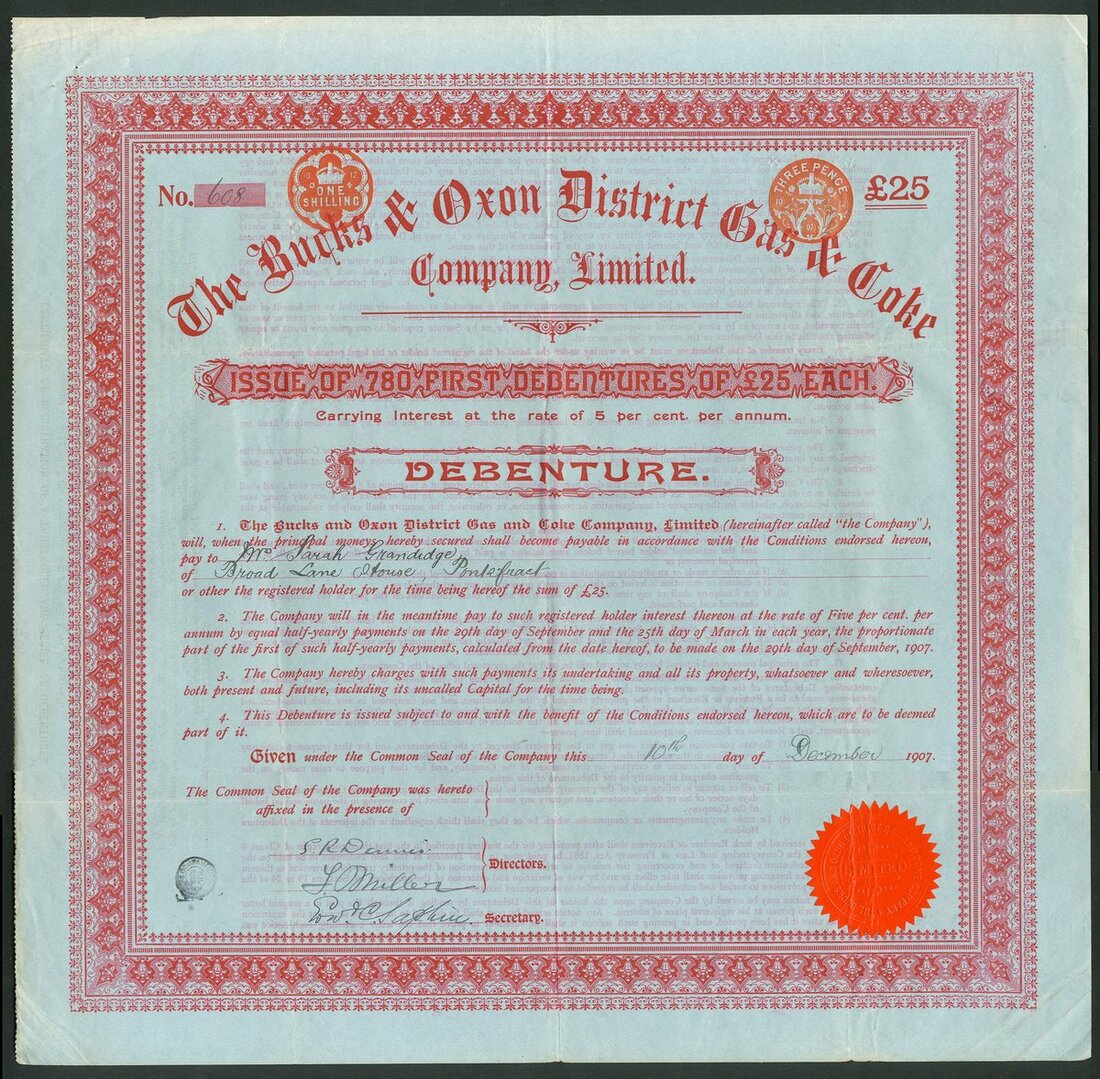 No. 608
ONE SHILLING
THREE PENCE
£25
The Bucks & Oxon District Gas & Coke
Company, Limited.
ISSUE OF 780 FIRST DEBENTURES OF £25 EACH
Carrying Interest at the rate of 5 per cent. per annum.
DEBENTURE.
1. The Bucks and Oxon District Gas and Coke Company, Limited (hereinafter called "the Company"),
will, when the principal moneys hereby secured shall become payable in accordance with the Conditions endorsed hereon,
pay to Mrs Sarah Grandidge,
of Broad Lane House, Pontefract
or other the registered holder for the time being hereof the sum of £25.
2. The Company will in the meantime pay to such registered holder interest thereon at the rate of Five per cent. per
annum by equal half-yearly payments on the 29th day of September and the 25th day of March in each year, the proportionate
part of the first of such half-yearly payments, calculated from the date hereof, to be made on the 29th day of September, 1907.
3. The Company hereby charges with such payments its undertaking and all its property, whatsoever and wheresoever,
both present and future, including its uncalled Capital for the time being.
4. This Debenture is issued subject to and with the benefit of the Conditions endorsed hereon, which are to be deemed
part of it.
Given under the Common Seal of the Company this 10th day of December 1907.
The Common Seal of the Company was hereto
affixed in the presence of
S. R. Dennis.
Directors.
Miller
Secretary.